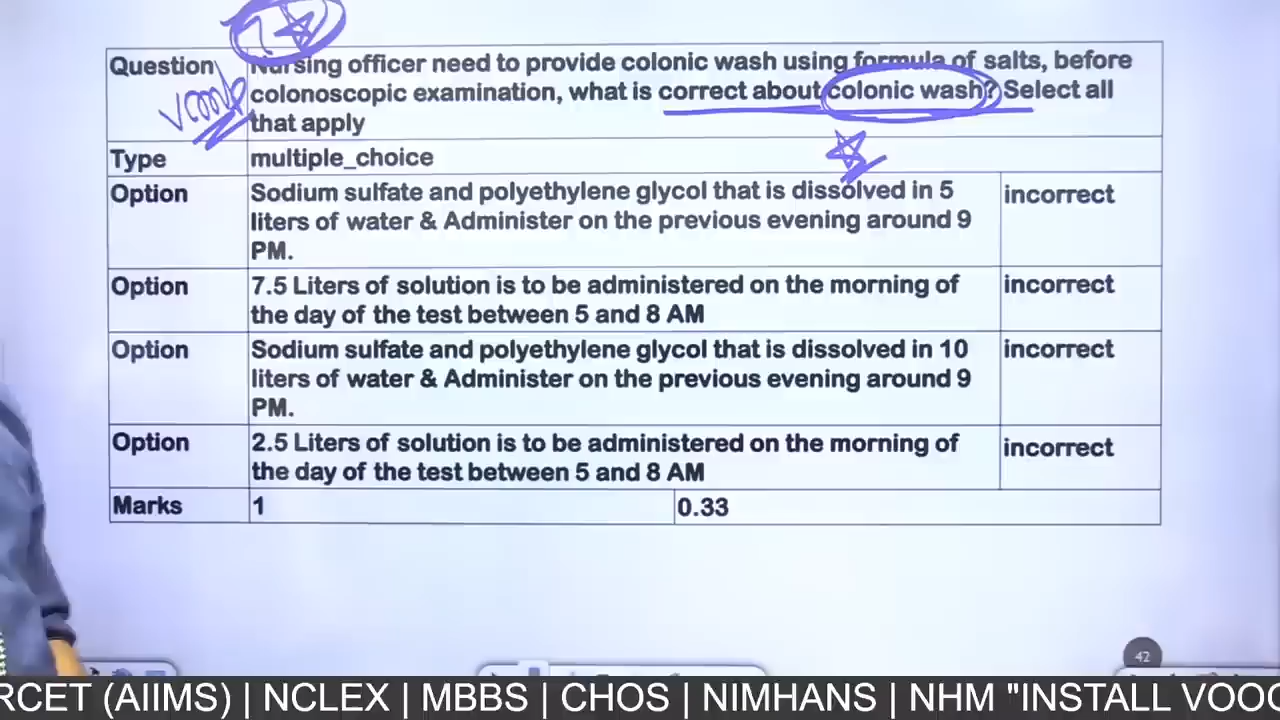 Question Nursing officer need to provide colonic wash using formula of salts, before
colonoscopic examination, what is correct about colonic wash? Select all
that apply
Type multiple_choice
Option Sodium sulfate and polyethylene glycol that is dissolved in 5 incorrect
liters of water & Administer on the previous evening around 9
PM.
Option 7.5 Liters of solution is to be administered on the morning of incorrect
the day of the test between 5 and 8 AM
Option Sodium sulfate and polyethylene glycol that is dissolved in 10 incorrect
liters of water & Administer on the previous evening around 9
PM.
Option 2.5 Liters of solution is to be administered on the morning of incorrect
the day of the test between 5 and 8 AM
Marks 1 0.33
42
RCET (AIIMS) | NCLEX | MBBS | CHOS | NIMHANS | NHM "INSTALL